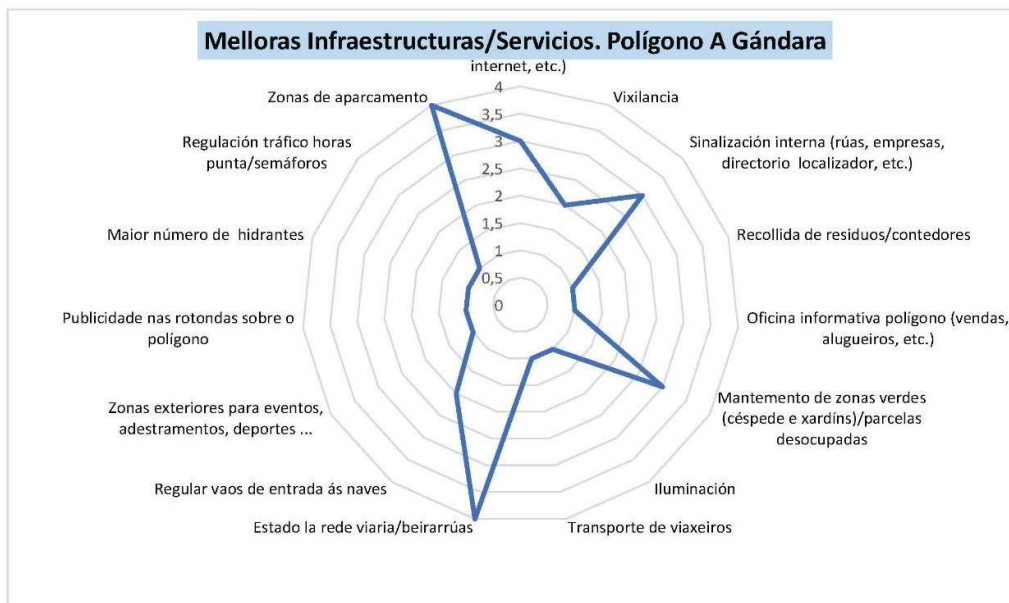 Melloras Infraestructuras/Servicios. Polígono A Gándara
internet, etc.)
Vixilancia
Sinalización interna (rúas, empresas,
directorio localizador, etc.)
Recollida de residuos/contedores
Oficina informativa polígono (vendas,
alugueiros, etc.)
Mantemento de zonas verdes
(céspede e xardíns)/parcelas
desocupadas
Iluminación
Transporte de viaxeiros
Estado la rede viaria/beirarrúas
Regular vaos de entrada ás naves
Zonas exteriores para eventos,
adestramentos, deportes ...
Publicidade nas rotondas sobre o
polígono
Maior número de hidrantes
Regulación tráfico horas
punta/semáforos
Zonas de aparcamento
4
3,5
3
2,5
2
1,5
1
0,5
0